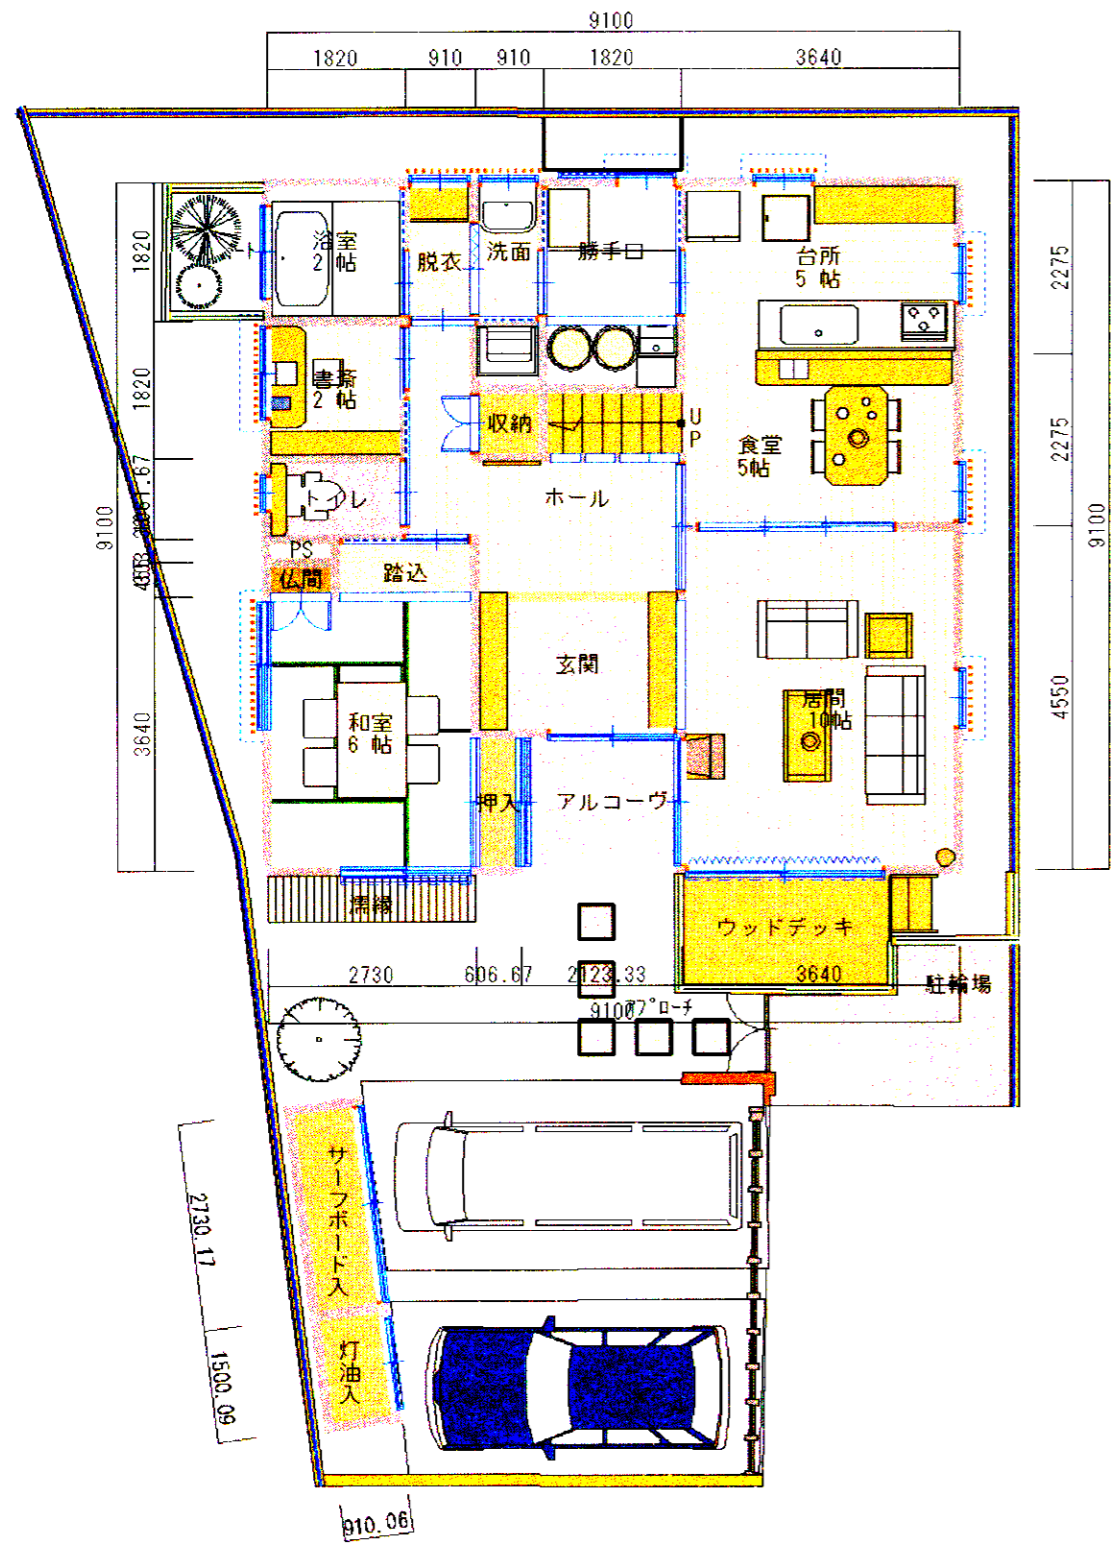 9100
1820
910
910
1820
3640
1820
1820
9100
3640
2275
2275
9100
4550
浴室
2 帖
脱衣
洗面
勝手口
台所
5 帖
書斎
2 帖
収納
UP
食堂
5帖
トイレ
ホール
PS
仏間
踏込
玄関
和室
6 帖
居間
10帖
押入
アルコーヴ
濡縁
ウッドデッキ
2730
606.67
2123.33
3640
駐輪場
9100
アプローチ
サーフボード入
2730.17
灯油入
1500.09
910.06